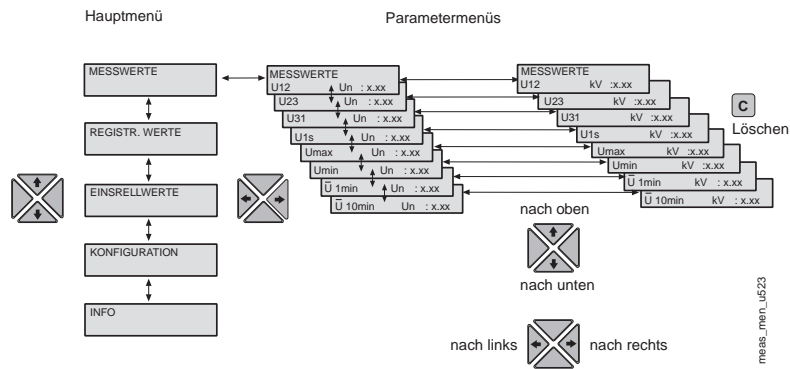 Hauptmenü
Parametermenüs
MESSWERTE
REGISTR. WERTE
EINSRELLWERTE
KONFIGURATION
INFO
MESSWERTE
U12 Un : x.xx
U23 Un : x.xx
U31 Un : x.xx
U1s Un : x.xx
Umax Un : x.xx
Umin Un : x.xx
U̅ 1min Un : x.xx
U̅ 10min Un : x.xx
MESSWERTE
U12 kV :x.xx
U23 kV :x.xx
U31 kV :x.xx
U1s kV :x.xx
Umax kV :x.xx
Umin kV :x.xx
U̅ 1min kV : x.xx
U̅ 10min kV : x.xx
C
Löschen
nach oben
nach unten
nach links
nach rechts
meas_men_u523